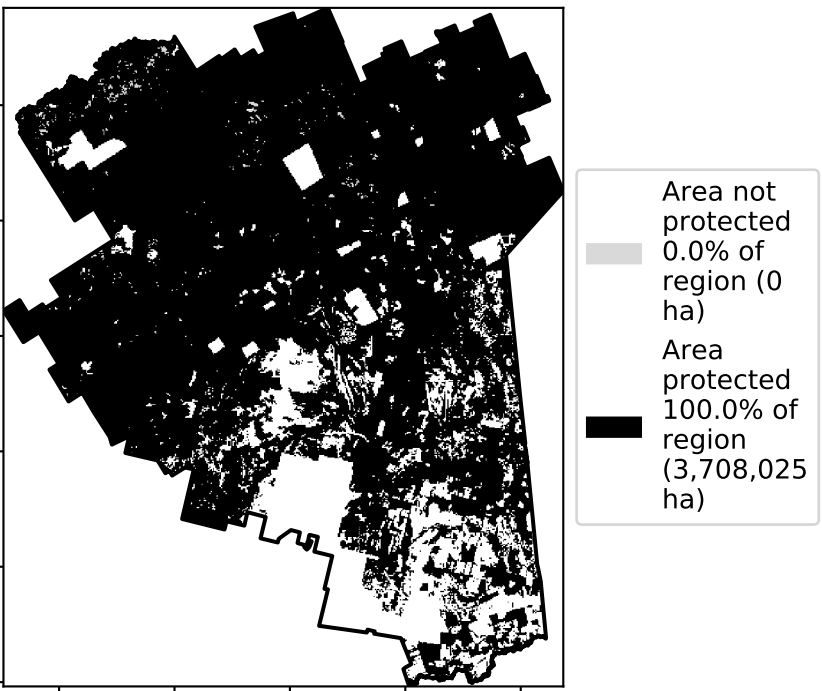 Area not
protected
0.0% of
region (0
ha)
Area
protected
100.0% of
region
(3,708,025
ha)